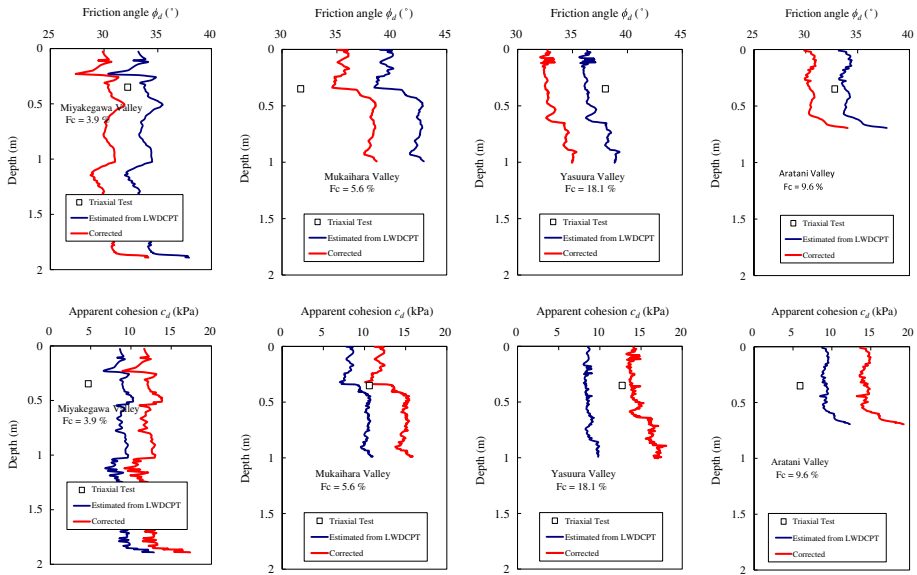 Friction angle ϕd (˚)
25 30 35 40 45
0
0.5
1
1.5
2
Depth (m)
Miyakegawa Valley
Fc = 3.9 %
Triaxial Test
Estimated from LWDCPT
Corrected
Friction angle ϕd (˚)
30 35 40 45
0
0.5
1
1.5
2
Depth (m)
Mukaihara Valley
Fc = 5.6 %
Triaxial Test
Estimated from LWDCPT
Corrected
Friction angle ϕd (˚)
30 35 40 45
0
0.5
1
1.5
2
Depth (m)
Yasuura Valley
Fc = 18.1 %
Triaxial Test
Estimated from LWDCPT
Corrected
Friction angle ϕd (˚)
25 30 35 40
0
0.5
1
1.5
2
Depth (m)
Aratani Valley
Fc = 9.6 %
Triaxial Test
Estimated from LWDCPT
Corrected
Apparent cohesion cd (kPa)
0 5 10 15 20
0
0.5
1
1.5
2
Depth (m)
Miyakegawa Valley
Fc = 3.9 %
Triaxial Test
Estimated from LWDCPT
Corrected
Apparent cohesion cd (kPa)
0 5 10 15 20
0
0.5
1
1.5
2
Depth (m)
Mukaihara Valley
Fc = 5.6 %
Triaxial Test
Estimated from LWDCPT
Corrected
Apparent cohesion cd (kPa)
0 5 10 15 20
0
0.5
1
1.5
2
Depth (m)
Yasuura Valley
Fc = 18.1 %
Triaxial Test
Estimated from LWDCPT
Corrected
Apparent cohesion cd (kPa)
0 5 10 15 20
0
0.5
1
1.5
2
Depth (m)
Aratani Valley
Fc = 9.6 %
Triaxial Test
Estimated from LWDCPT
Corrected